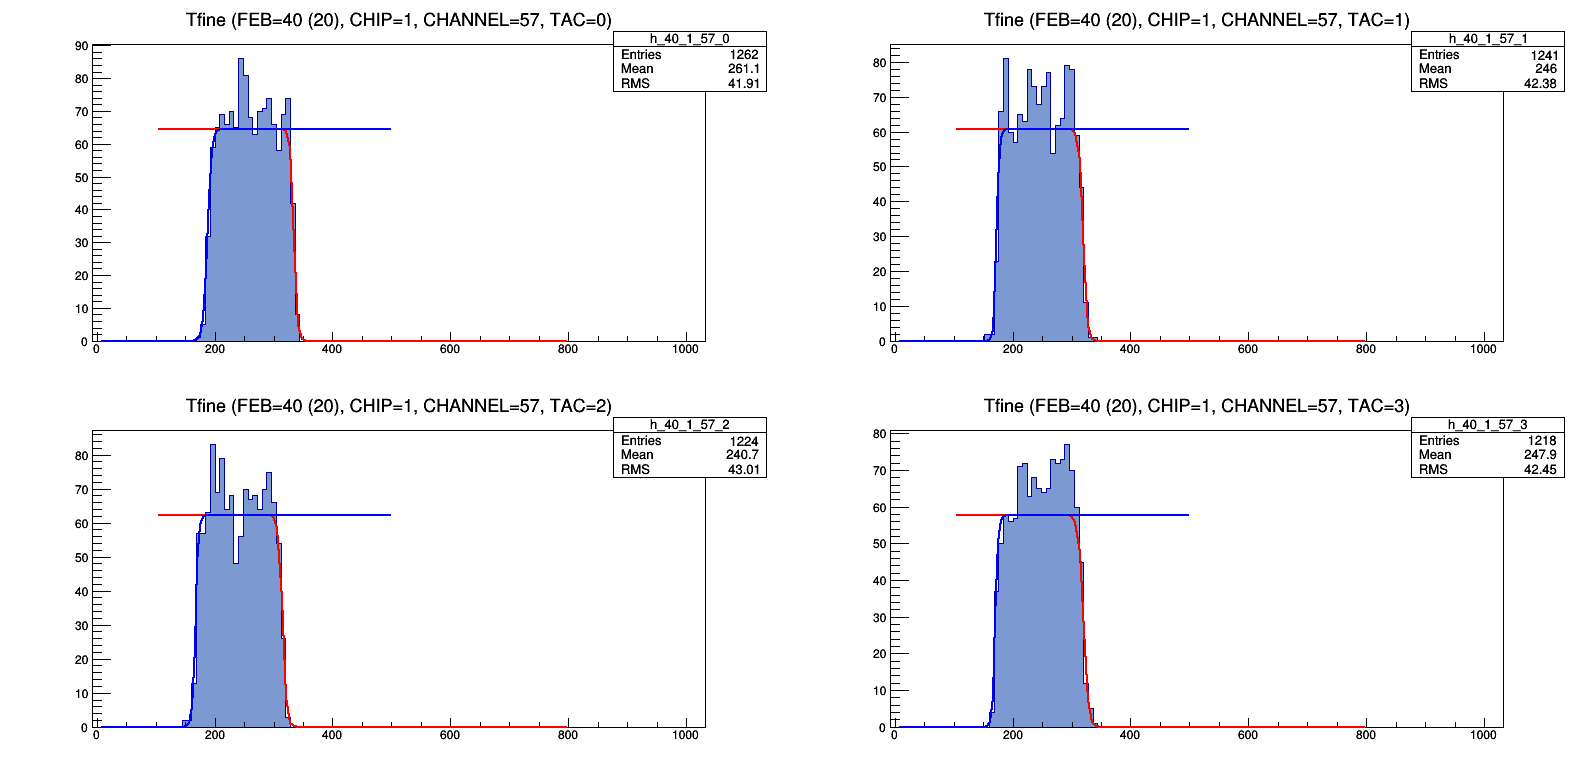 Tfine (FEB=40 (20), CHIP=1, CHANNEL=57, TAC=0)
h_40_1_57_0
Entries 1262
Mean 261.1
RMS 41.91
90
80
70
60
50
40
30
20
10
0
0 200 400 600 800 1000
Tfine (FEB=40 (20), CHIP=1, CHANNEL=57, TAC=1)
h_40_1_57_1
Entries 1241
Mean 246
RMS 42.38
80
70
60
50
40
30
20
10
0
0 200 400 600 800 1000
Tfine (FEB=40 (20), CHIP=1, CHANNEL=57, TAC=2)
h_40_1_57_2
Entries 1224
Mean 240.7
RMS 43.01
80
70
60
50
40
30
20
10
0
0 200 400 600 800 1000
Tfine (FEB=40 (20), CHIP=1, CHANNEL=57, TAC=3)
h_40_1_57_3
Entries 1218
Mean 247.9
RMS 42.45
80
70
60
50
40
30
20
10
0
0 200 400 600 800 1000